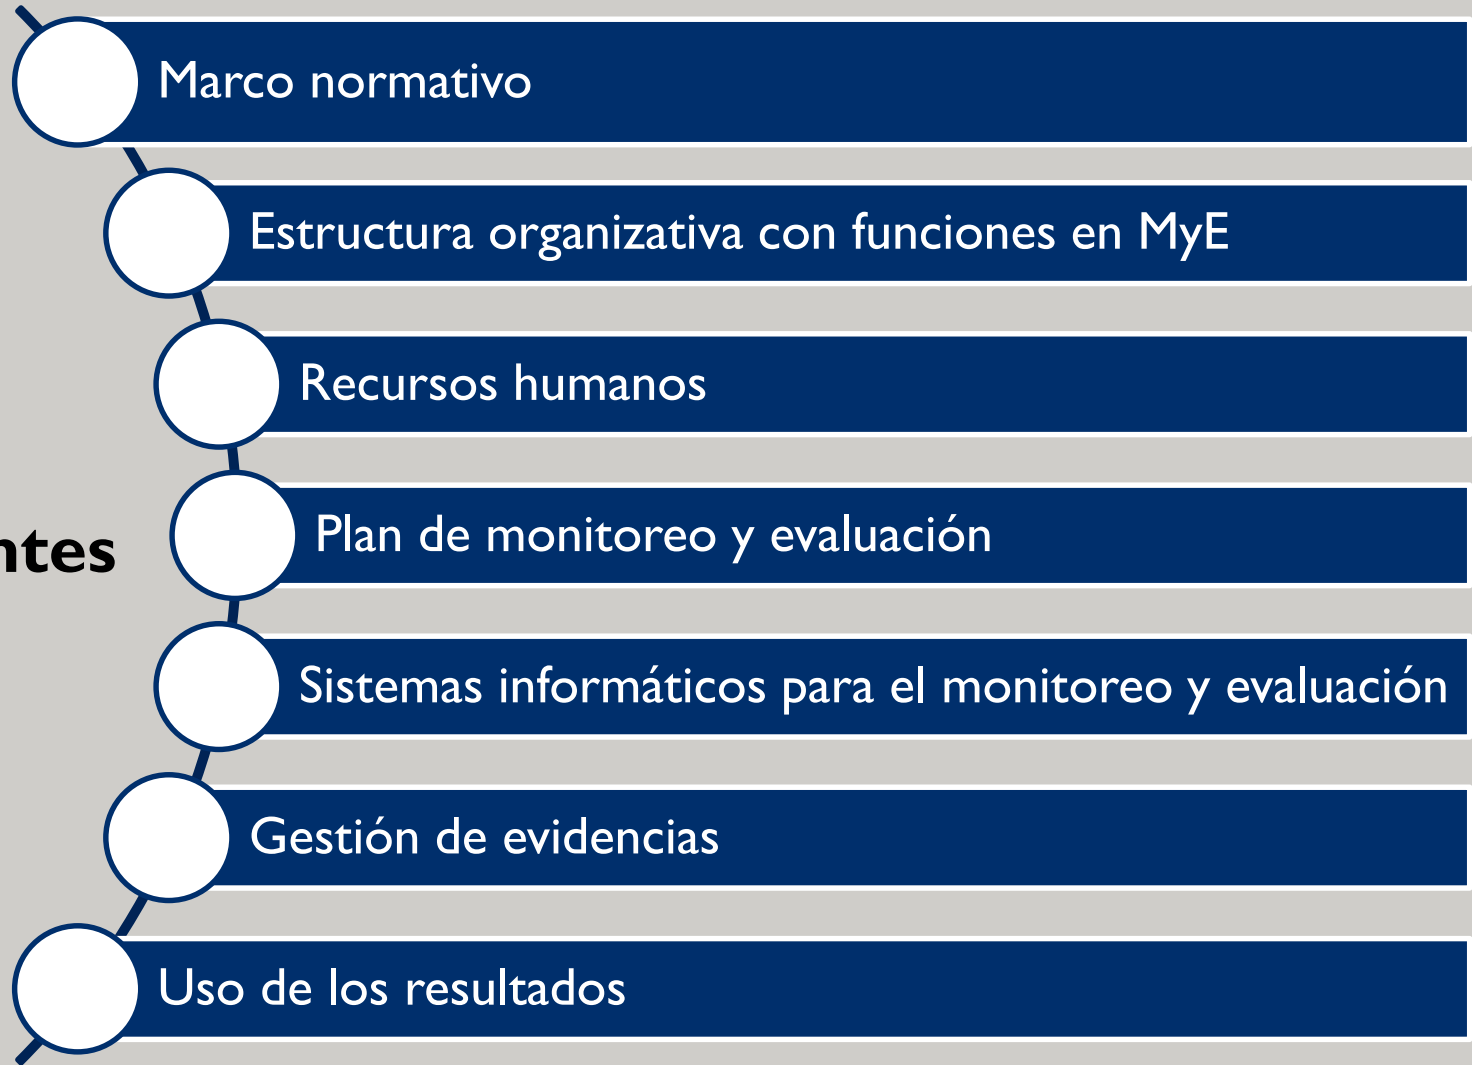 Marco normativo
Estructura organizativa con funciones en MyE
Recursos humanos
Plan de monitoreo y evaluación
ntes
Sistemas informáticos para el monitoreo y evaluación
Gestión de evidencias
Uso de los resultados